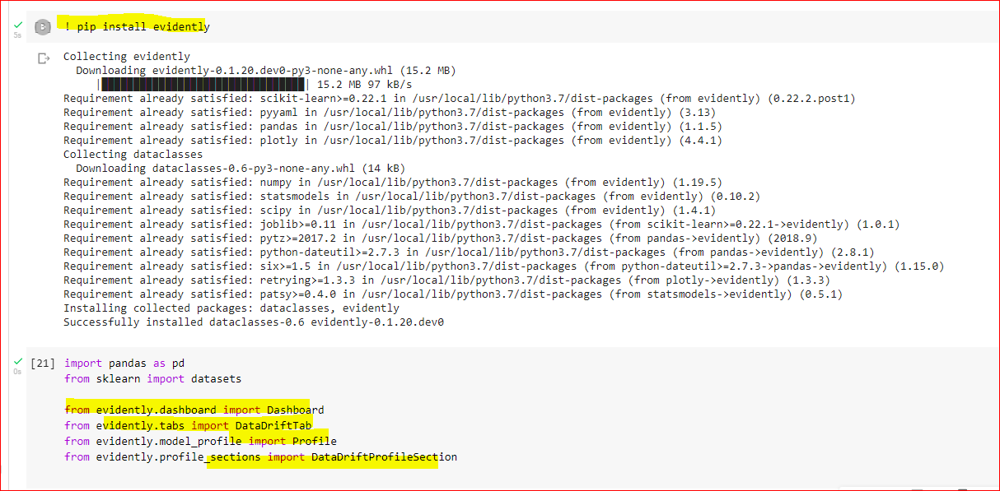 5s
! pip install evidently
Collecting evidently
Downloading evidently-0.1.20.dev0-py3-none-any.whl (15.2 MB)
|████████████████████████████████| 15.2 MB 97 kB/s
Requirement already satisfied: scikit-learn>=0.22.1 in /usr/local/lib/python3.7/dist-packages (from evidently) (0.22.2.post1)
Requirement already satisfied: pyyaml in /usr/local/lib/python3.7/dist-packages (from evidently) (3.13)
Requirement already satisfied: pandas in /usr/local/lib/python3.7/dist-packages (from evidently) (1.1.5)
Requirement already satisfied: plotly in /usr/local/lib/python3.7/dist-packages (from evidently) (4.4.1)
Collecting dataclasses
Downloading dataclasses-0.6-py3-none-any.whl (14 kB)
Requirement already satisfied: numpy in /usr/local/lib/python3.7/dist-packages (from evidently) (1.19.5)
Requirement already satisfied: statsmodels in /usr/local/lib/python3.7/dist-packages (from evidently) (0.10.2)
Requirement already satisfied: scipy in /usr/local/lib/python3.7/dist-packages (from evidently) (1.4.1)
Requirement already satisfied: joblib>=0.11 in /usr/local/lib/python3.7/dist-packages (from scikit-learn>=0.22.1->evidently) (1.0.1)
Requirement already satisfied: pytz>=2017.2 in /usr/local/lib/python3.7/dist-packages (from pandas->evidently) (2018.9)
Requirement already satisfied: python-dateutil>=2.7.3 in /usr/local/lib/python3.7/dist-packages (from pandas->evidently) (2.8.1)
Requirement already satisfied: six>=1.5 in /usr/local/lib/python3.7/dist-packages (from python-dateutil>=2.7.3->pandas->evidently) (1.15.0)
Requirement already satisfied: retrying>=1.3.3 in /usr/local/lib/python3.7/dist-packages (from plotly->evidently) (1.3.3)
Requirement already satisfied: patsy>=0.4.0 in /usr/local/lib/python3.7/dist-packages (from statsmodels->evidently) (0.5.1)
Installing collected packages: dataclasses, evidently
Successfully installed dataclasses-0.6 evidently-0.1.20.dev0
0s
[21] import pandas as pd
from sklearn import datasets
from evidently.dashboard import Dashboard
from evidently.tabs import DataDriftTab
from evidently.model_profile import Profile
from evidently.profile_sections import DataDriftProfileSection